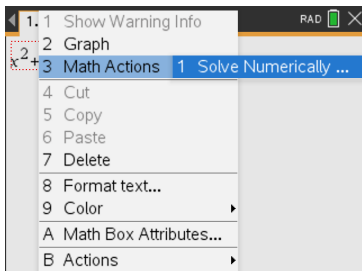 1. 1 Show Warning Info RAD
2 Graph
x²+ 3 Math Actions 1 Solve Numerically ...
4 Cut
5 Copy
6 Paste
7 Delete
8 Format text...
9 Color
A Math Box Attributes...
B Actions